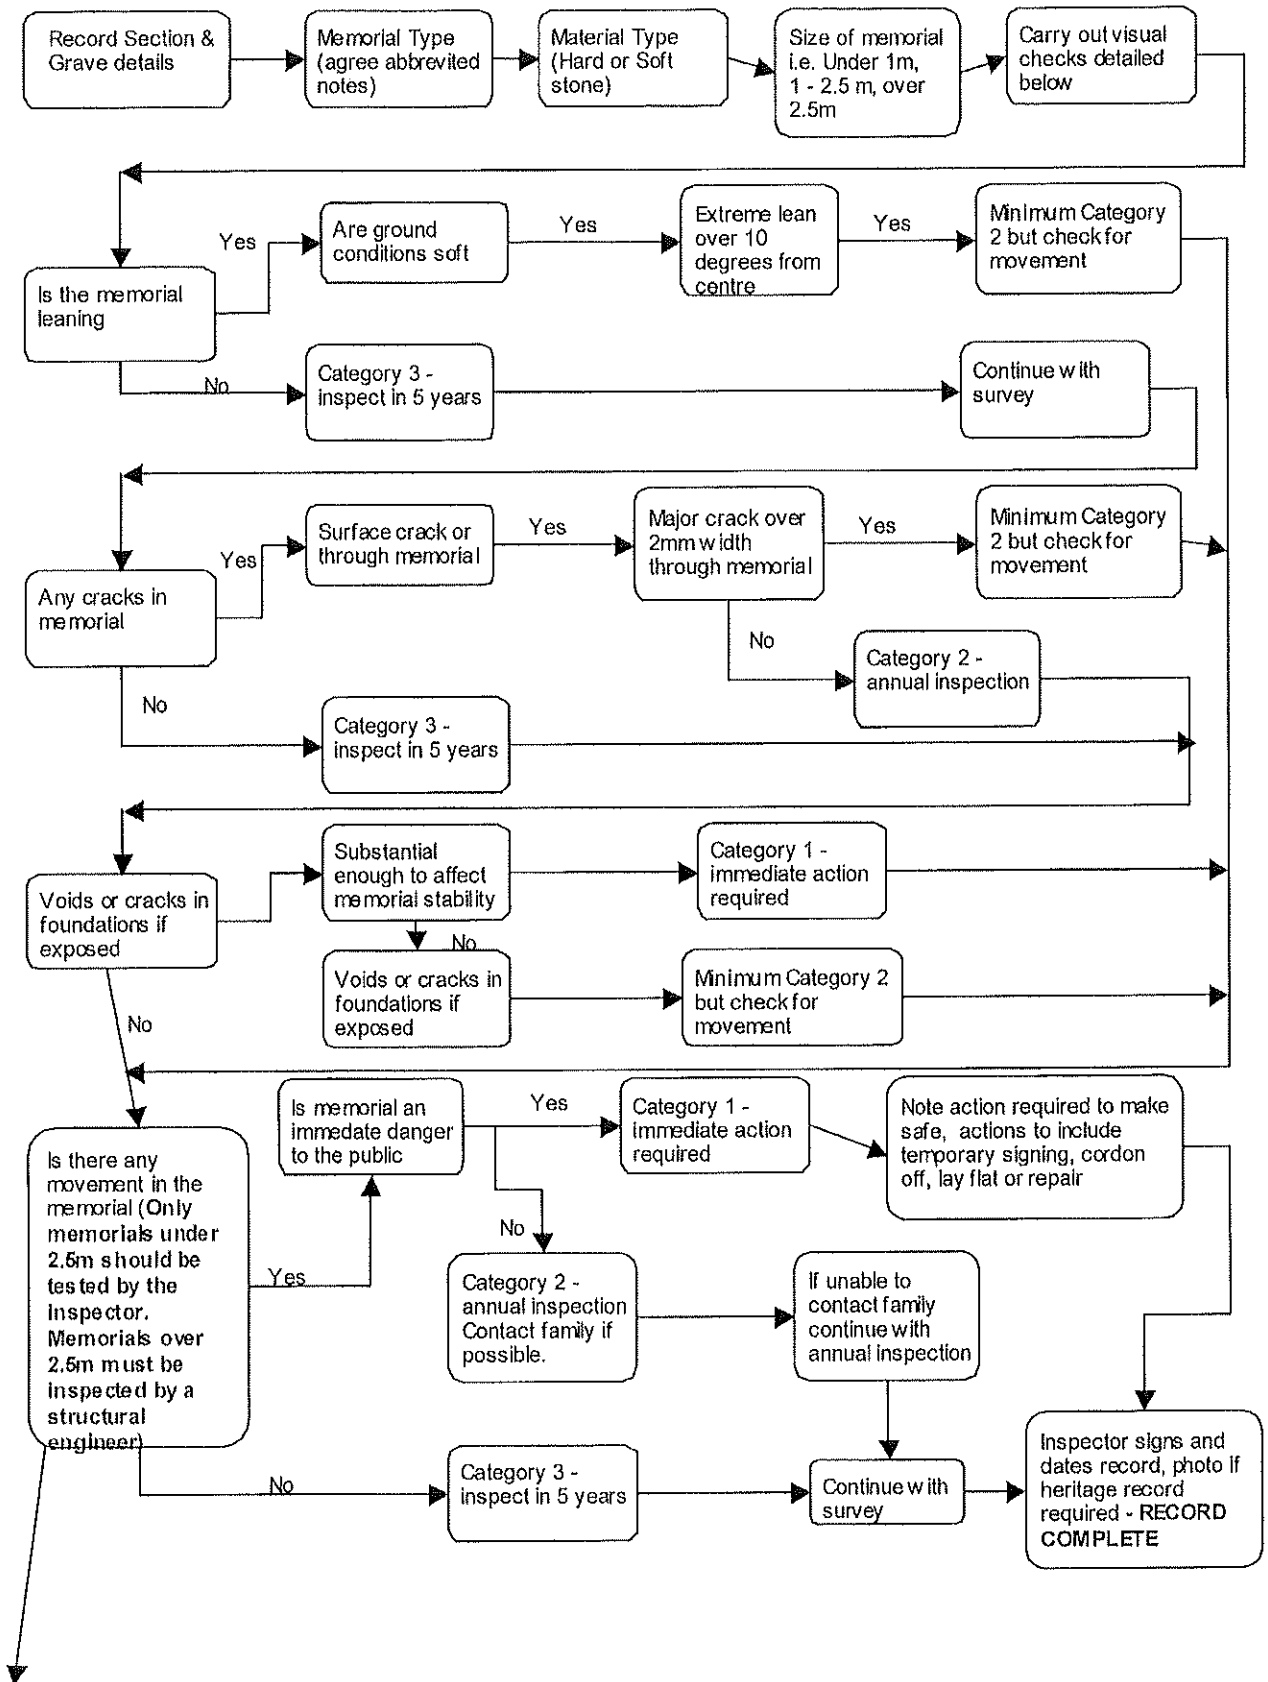 Record Section &
Grave details
Memorial Type
(agree abbrevited
notes)
Material Type
(Hard or Soft
stone)
Size of memorial
i.e. Under 1m,
1 - 2.5 m, over
2.5m
Carry out visual
checks detailed
below
Is the memorial
leaning
Yes
Are ground
conditions soft
Yes
Extreme lean
over 10
degrees from
centre
Yes
Minimum Category
2 but check for
movement
No
Category 3 -
inspect in 5 years
Continue with
survey
Any cracks in
memorial
Yes
Surface crack or
through memorial
Yes
Major crack over
2mm width
through memorial
Yes
Minimum Category
2 but check for
movement
No
Category 2 -
annual inspection
No
Category 3 -
inspect in 5 years
Voids or cracks in
foundations if
exposed
Substantial
enough to affect
memorial stability
Category 1 -
immediate action
required
No
Voids or cracks in
foundations if
exposed
Minimum Category 2
but check for
movement
No
Is there any
movement in the
memorial (Only
memorials under
2.5m should be
tested by the
Inspector.
Memorials over
2.5m must be
inspected by a
structural
engineer)
Yes
Is memorial an
immedate danger
to the public
Yes
Category 1 -
immediate action
required
Note action required to make
safe, actions to include
temporary signing, cordon
off, lay flat or repair
No
Category 2 -
annual inspection
Contact family if
possible.
If unable to
contact family
continue with
annual inspection
No
Category 3 -
inspect in 5 years
Continue with
survey
Inspector signs and
dates record, photo if
heritage record
required - RECORD
COMPLETE